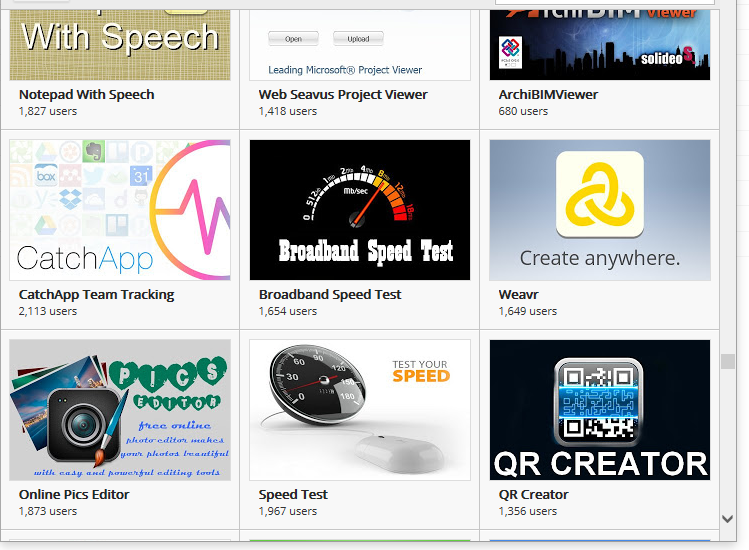 With Speech
Notepad With Speech
1,827 users
Open
Upload
Leading Microsoft® Project Viewer
Web Seavus Project Viewer
1,418 users
ArchiBIM Viewer
solideos
ArchiBIMViewer
680 users
box
31
CatchApp
CatchApp Team Tracking
2,113 users
0 512k 1m 2m 4m 8m 12m 16m
Mb/sec
Broadband Speed Test
Broadband Speed Test
1,654 users
Create anywhere.
Weavr
1,649 users
PICS
EDITOR
free online
photo editor makes
your photos beautiful
with easy and powerful editing tools
Online Pics Editor
1,873 users
0 30 60 90 120 150 180
TEST YOUR
SPEED
Speed Test
1,967 users
QR CREATOR
QR Creator
1,356 users